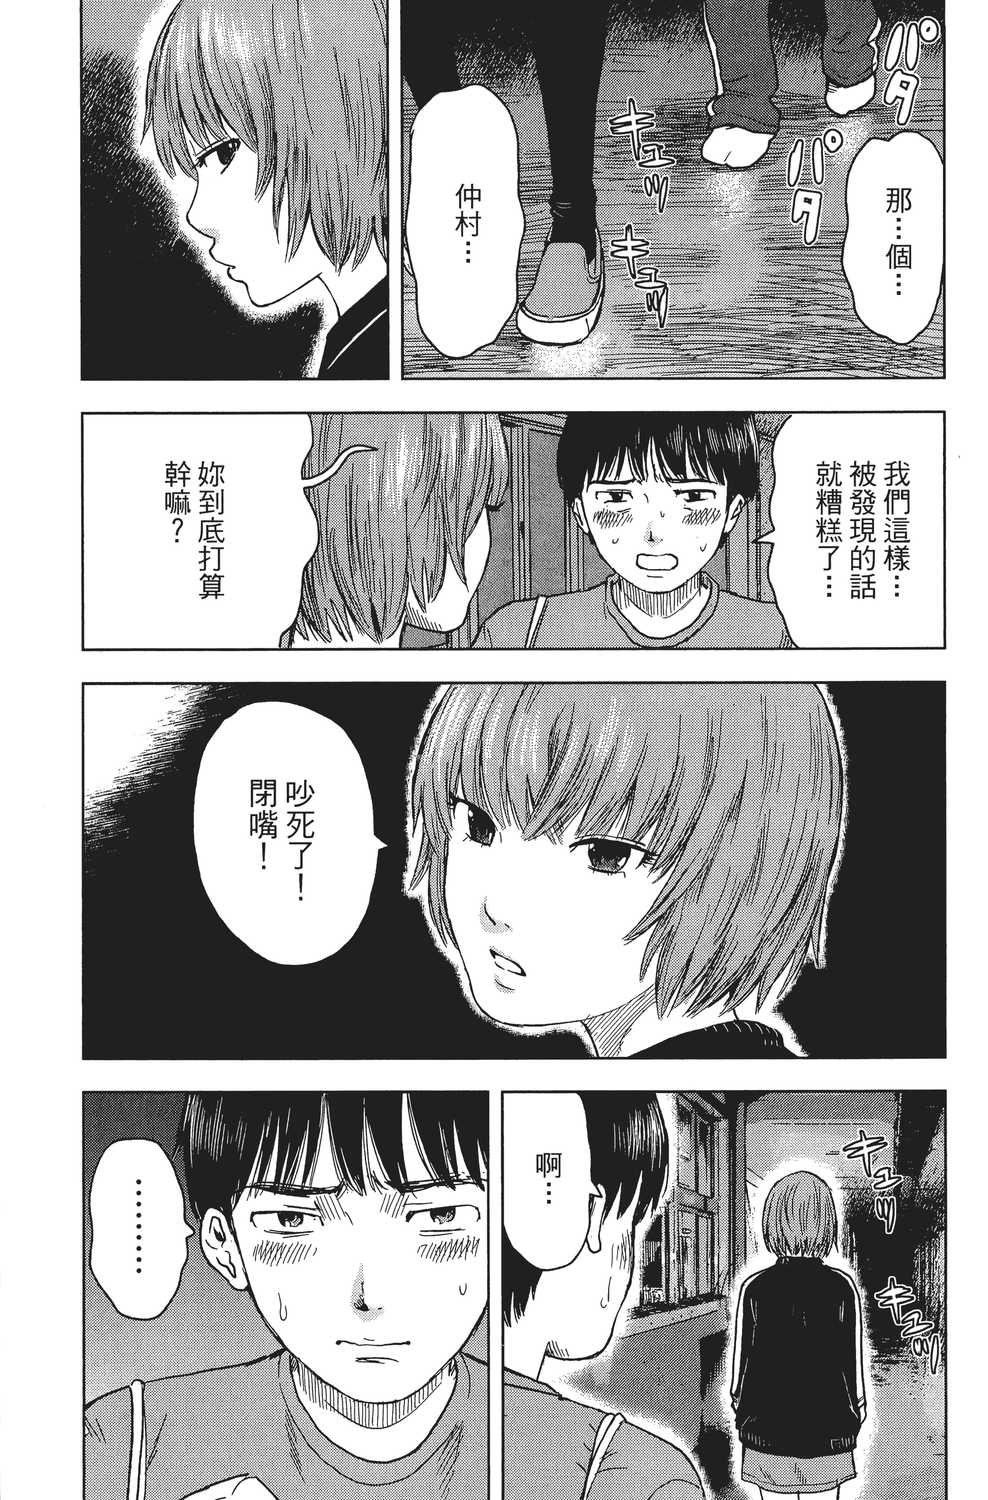 那…個…
パタ
パタ
キュッ
キュッ
仲村…
我們這樣…
被發現的話
就糟糕了…
妳到底打算
幹嘛？
吵死了！
閉嘴！
キュッ
キュッ
啊…
………